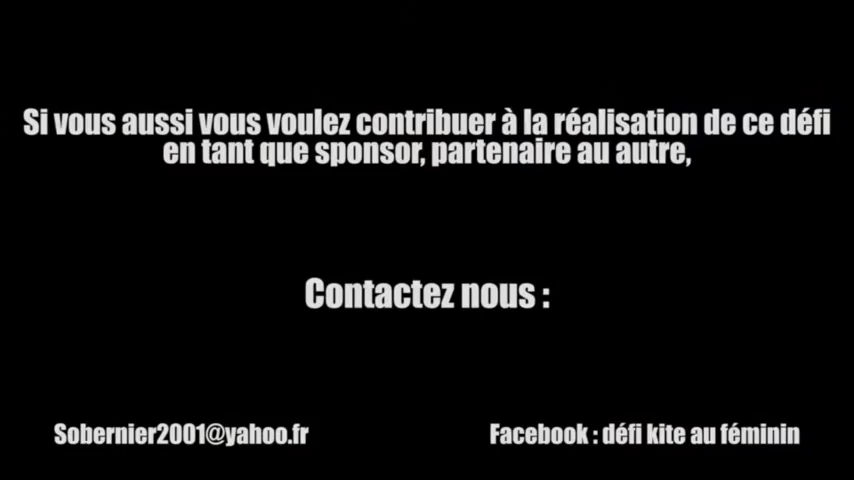 Si vous aussi vous voulez contribuer à la réalisation de ce défi
en tant que sponsor, partenaire au autre,
Contactez nous :
Sobernier2001@yahoo.fr
Facebook : défi kite au féminin